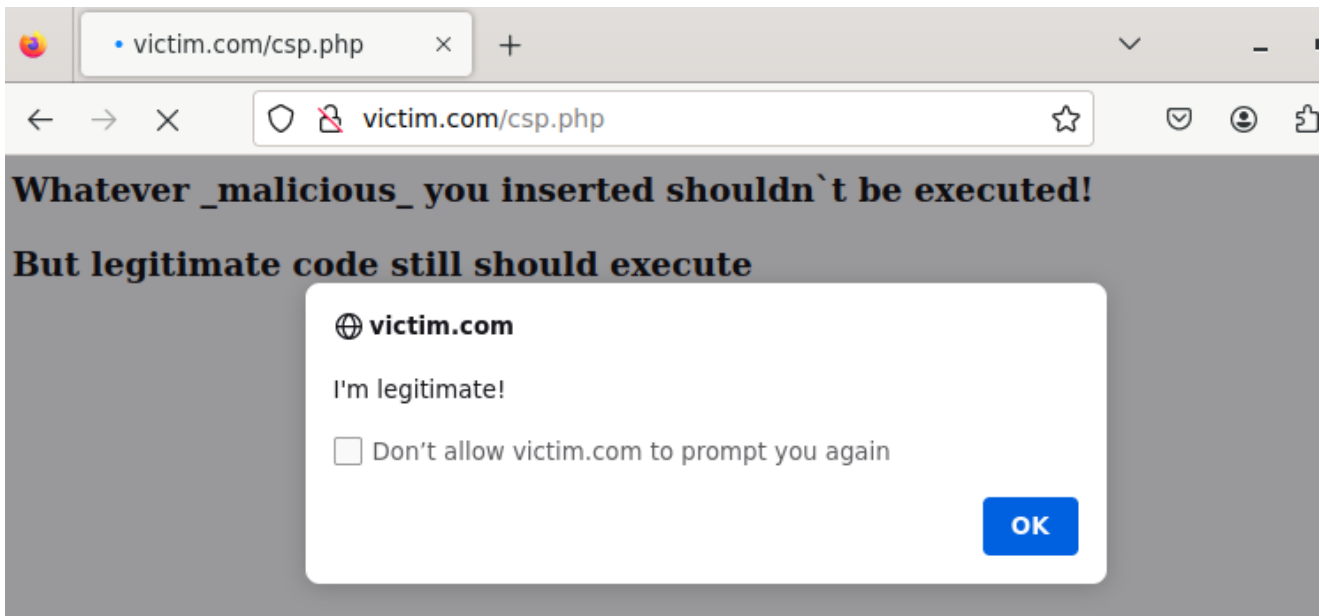 victim.com/csp.php
victim.com/csp.php
Whatever _malicious_ you inserted shouldn`t be executed!
But legitimate code still should execute
victim.com
I'm legitimate!
Don’t allow victim.com to prompt you again
OK